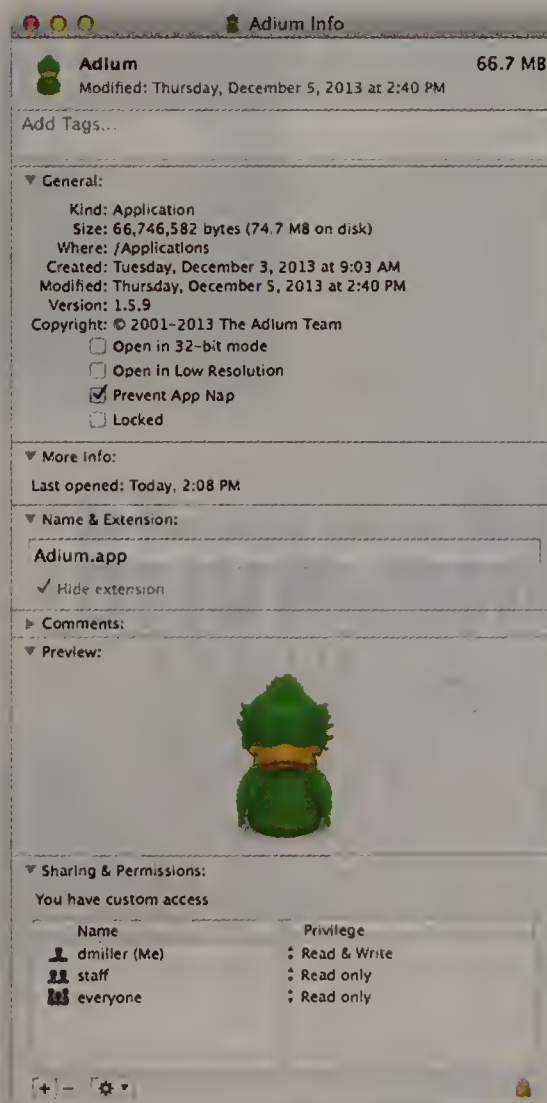 Adium Info
Adium 66.7 MB
Modified: Thursday, December 5, 2013 at 2:40 PM
Add Tags...
General:
Kind: Application
Size: 66,746,582 bytes (74.7 MB on disk)
Where: /Applications
Created: Tuesday, December 3, 2013 at 9:03 AM
Modified: Thursday, December 5, 2013 at 2:40 PM
Version: 1.5.9
Copyright: © 2001-2013 The Adium Team
Open in 32-bit mode
Open in Low Resolution
Prevent App Nap
Locked
More Info:
Last opened: Today, 2:08 PM
Name & Extension:
Adium.app
Hide extension
Comments:
Preview:
Sharing & Permissions:
You have custom access
Name Privilege
dmiller (Me) Read & Write
staff Read only
everyone Read only